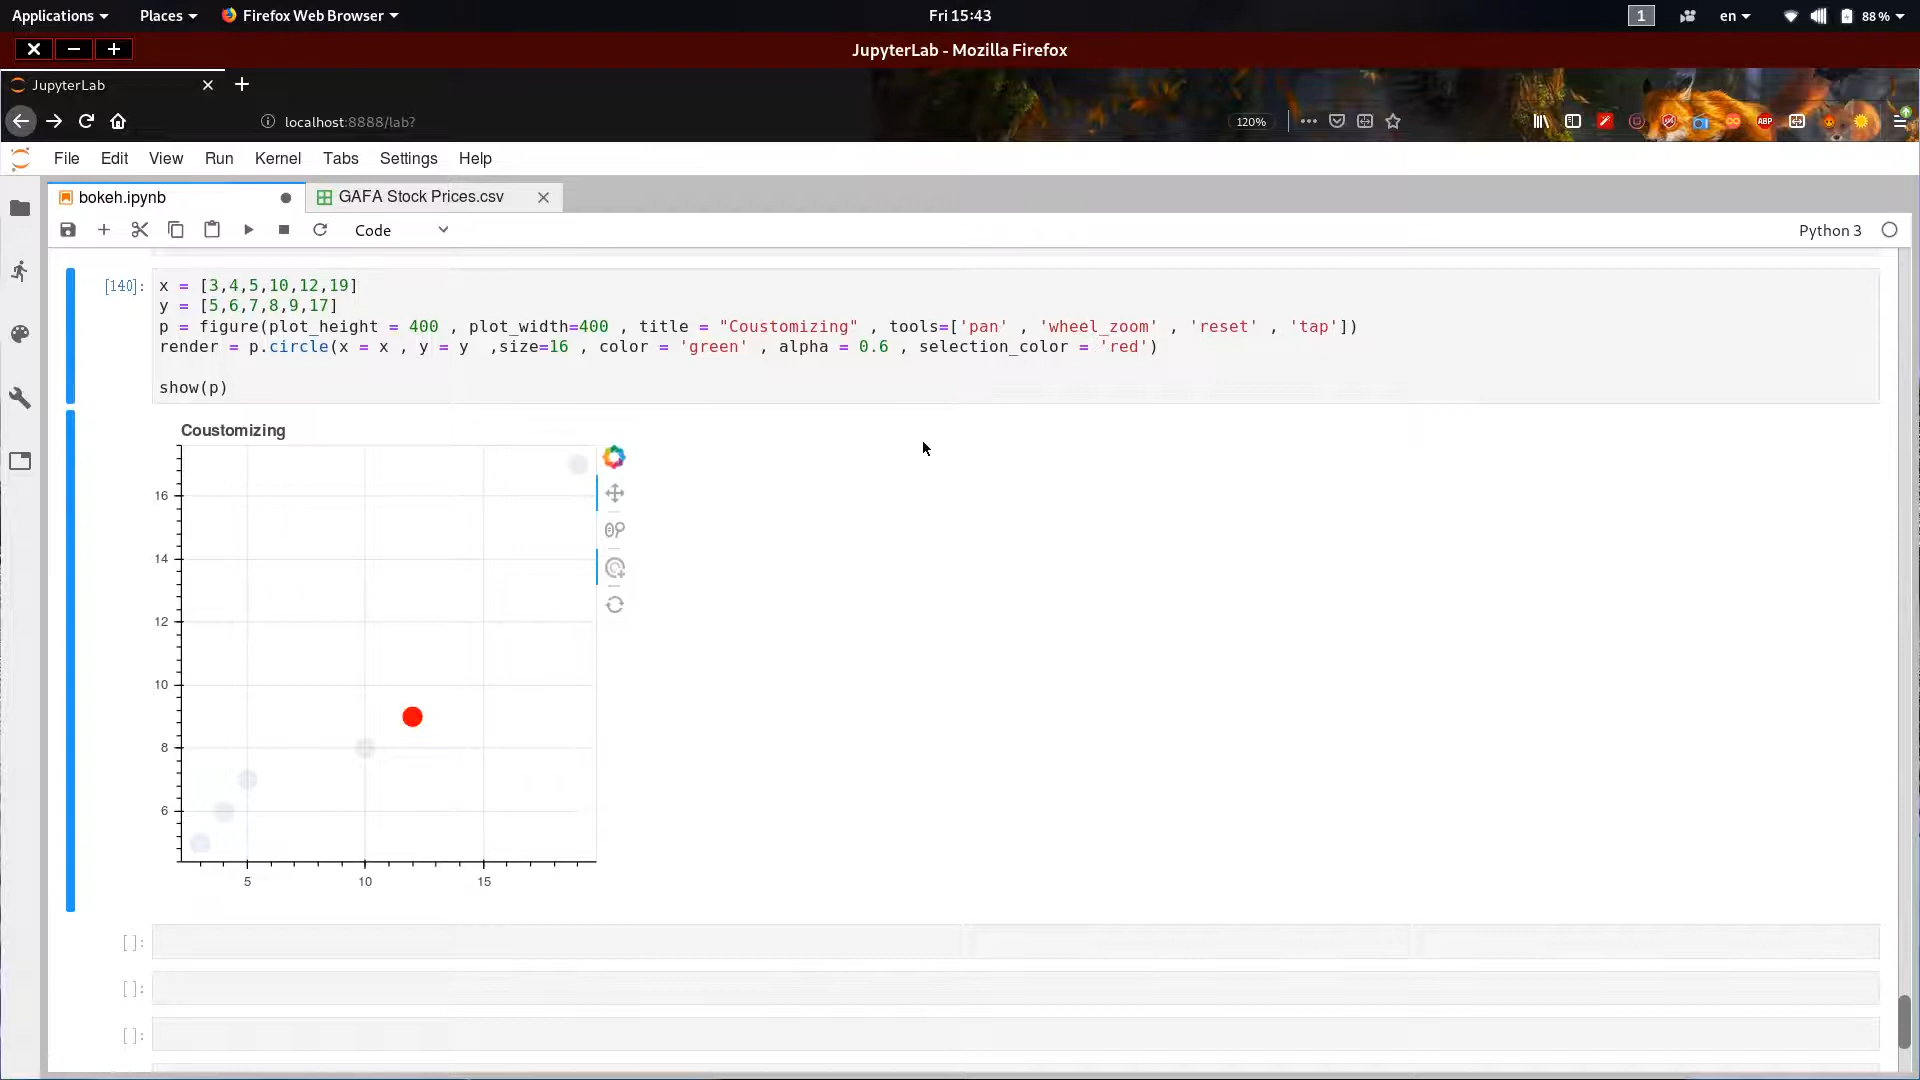 Applications Places Firefox Web Browser Fri 15:43 1 en 88 %
JupyterLab - Mozilla Firefox
JupyterLab
localhost:8888/lab? 120% ABP
File Edit View Run Kernel Tabs Settings Help
bokeh.ipynb GAFA Stock Prices.csv
Code Python 3
[140]: x = [3,4,5,10,12,19]
y = [5,6,7,8,9,17]
p = figure(plot_height = 400 , plot_width=400 , title = "Coustomizing" , tools=['pan' , 'wheel_zoom' , 'reset' , 'tap'])
render = p.circle(x = x , y = y  ,size=16 , color = 'green' , alpha = 0.6 , selection_color = 'red')
show(p)
Coustomizing
16
14
12
10
8
6
5 10 15
[ ]:
[ ]:
[ ]: